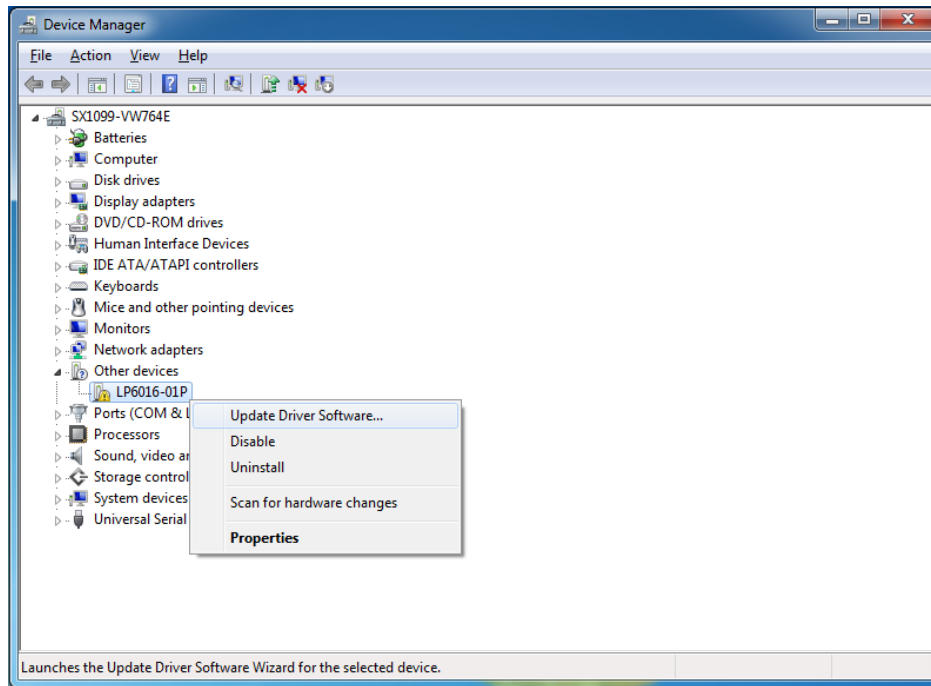 Device Manager
File Action View Help
SX1099-VW764E
Batteries
Computer
Disk drives
Display adapters
DVD/CD-ROM drives
Human Interface Devices
IDE ATA/ATAPI controllers
Keyboards
Mice and other pointing devices
Monitors
Network adapters
Other devices
LP6016-01P
Ports (COM & L
Processors
Sound, video ar
Storage control
System devices
Universal Serial
Update Driver Software...
Disable
Uninstall
Scan for hardware changes
Properties
Launches the Update Driver Software Wizard for the selected device.